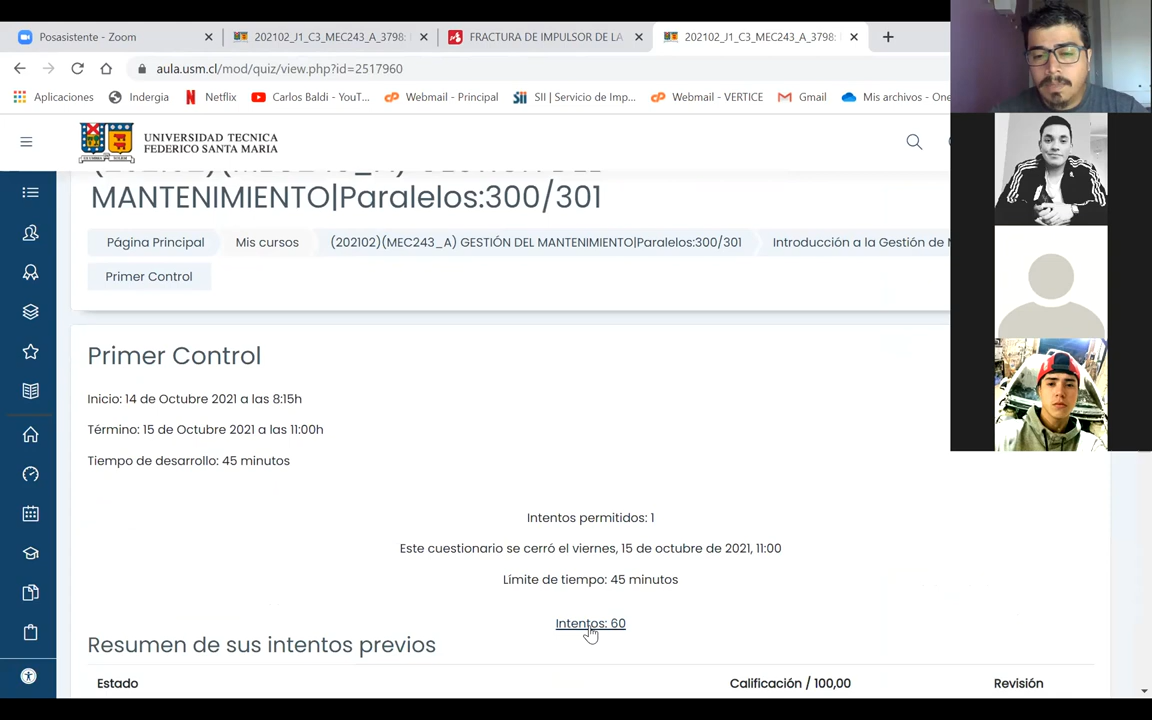 Posasistente - Zoom
202102_J1_C3_MEC243_A_3798:
FRACTURA DE IMPULSOR DE LA
202102_J1_C3_MEC243_A_3798:
aula.usm.cl/mod/quiz/view.php?id=2517960
Aplicaciones
Indergia
Netflix
Carlos Baldi - YouT...
Webmail - Principal
SII | Servicio de Imp...
Webmail - VERTICE
Gmail
Mis archivos - One
UNIVERSIDAD TECNICA
FEDERICO SANTA MARIA
MANTENIMIENTO|Paralelos:300/301
Página Principal
Mis cursos
(202102)(MEC243_A) GESTIÓN DEL MANTENIMIENTO|Paralelos:300/301
Introducción a la Gestión de
Primer Control
Primer Control
Inicio: 14 de Octubre 2021 a las 8:15h
Término: 15 de Octubre 2021 a las 11:00h
Tiempo de desarrollo: 45 minutos
Intentos permitidos: 1
Este cuestionario se cerró el viernes, 15 de octubre de 2021, 11:00
Límite de tiempo: 45 minutos
Intentos: 60
Resumen de sus intentos previos
Estado
Calificación / 100,00
Revisión